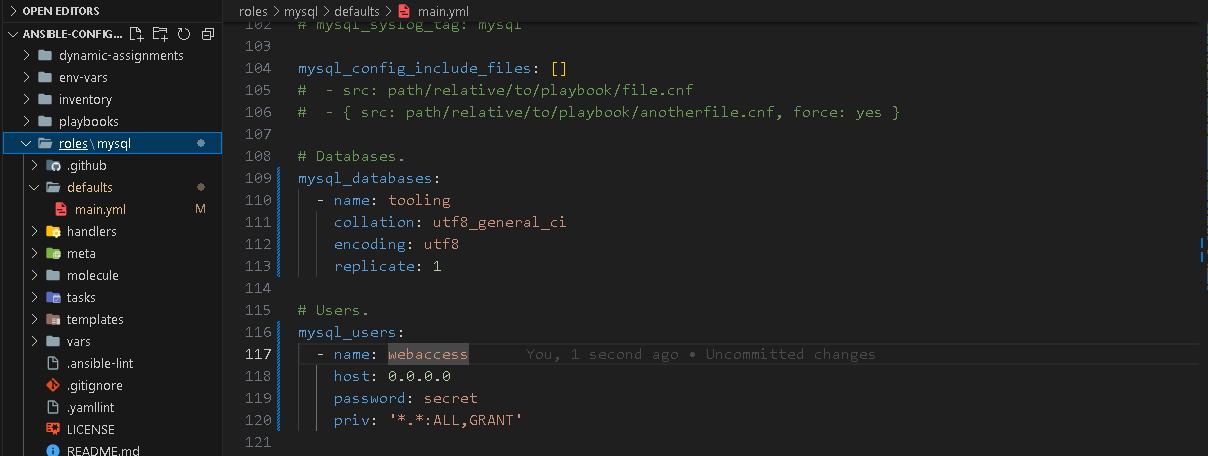 OPEN EDITORS
ANSIBLE-CONFIG...
dynamic-assignments
env-vars
inventory
playbooks
roles\mysql
.github
defaults
main.yml M
handlers
meta
molecule
tasks
templates
vars
.ansible-lint
.gitignore
.yamllint
LICENSE
README.md
roles > mysql > defaults > main.yml
102 # mysql_syslog_tag: mysql
103
104 mysql_config_include_files: []
105 #  - src: path/relative/to/playbook/file.cnf
106 #  - { src: path/relative/to/playbook/anotherfile.cnf, force: yes }
107
108 # Databases.
109 mysql_databases:
110   - name: tooling
111     collation: utf8_general_ci
112     encoding: utf8
113     replicate: 1
114
115 # Users.
116 mysql_users:
117   - name: webaccess You, 1 second ago • Uncommitted changes
118     host: 0.0.0.0
119     password: secret
120     priv: '*.*:ALL,GRANT'
121